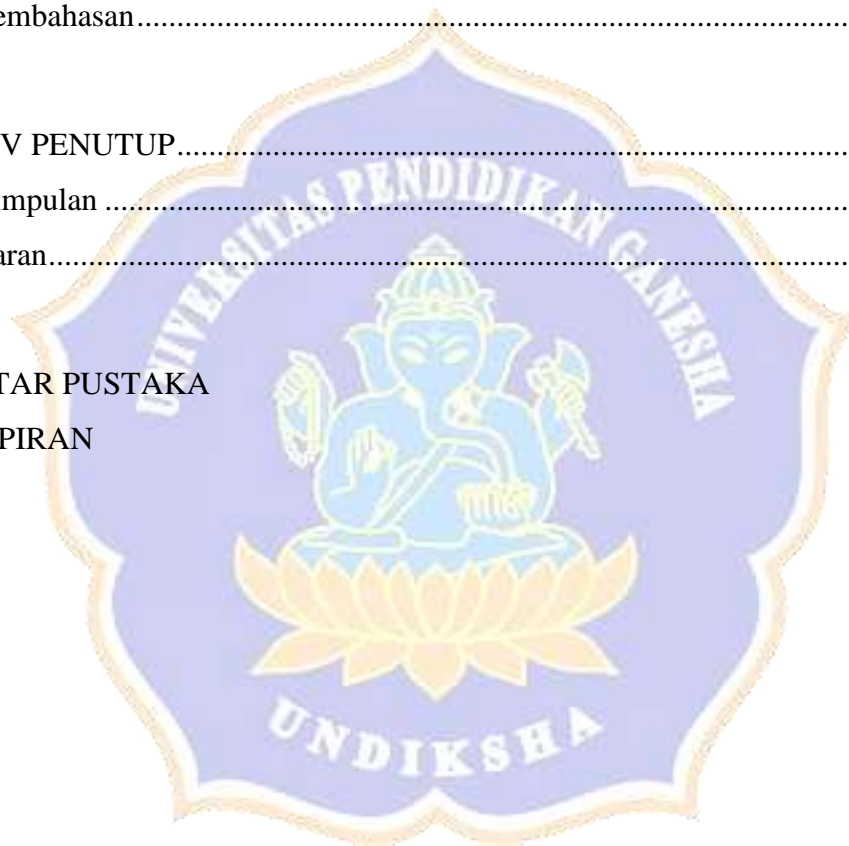 embahasan....................................................................................................
V PENUTUP....................................................................................................
mpulan ....................................................................................................
aran....................................................................................................
TAR PUSTAKA
PIRAN
UNIVERSITAS PENDIDIKAN GANESHA
UNDIKSHA